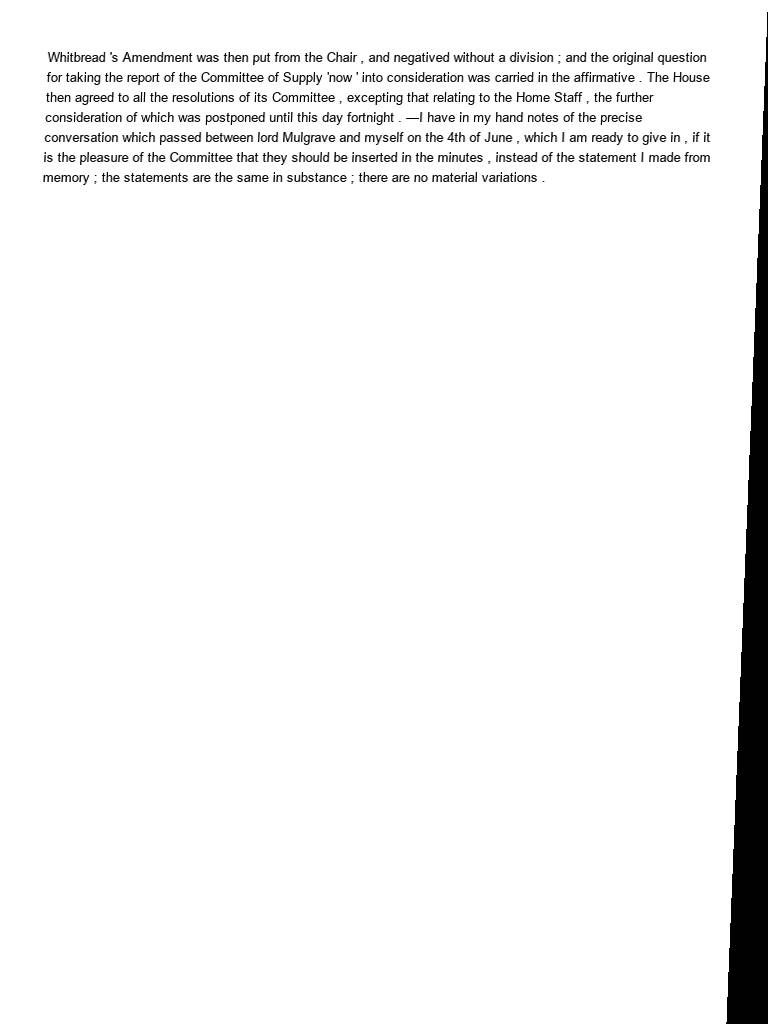 Whitbread 's Amendment was then put from the Chair , and negatived without a division ; and the original question
for taking the report of the Committee of Supply 'now ' into consideration was carried in the affirmative . The House
then agreed to all the resolutions of its Committee , excepting that relating to the Home Staff , the further
consideration of which was postponed until this day fortnight . —I have in my hand notes of the precise
conversation which passed between lord Mulgrave and myself on the 4th of June , which I am ready to give in , if it
is the pleasure of the Committee that they should be inserted in the minutes , instead of the statement I made from
memory ; the statements are the same in substance ; there are no material variations .